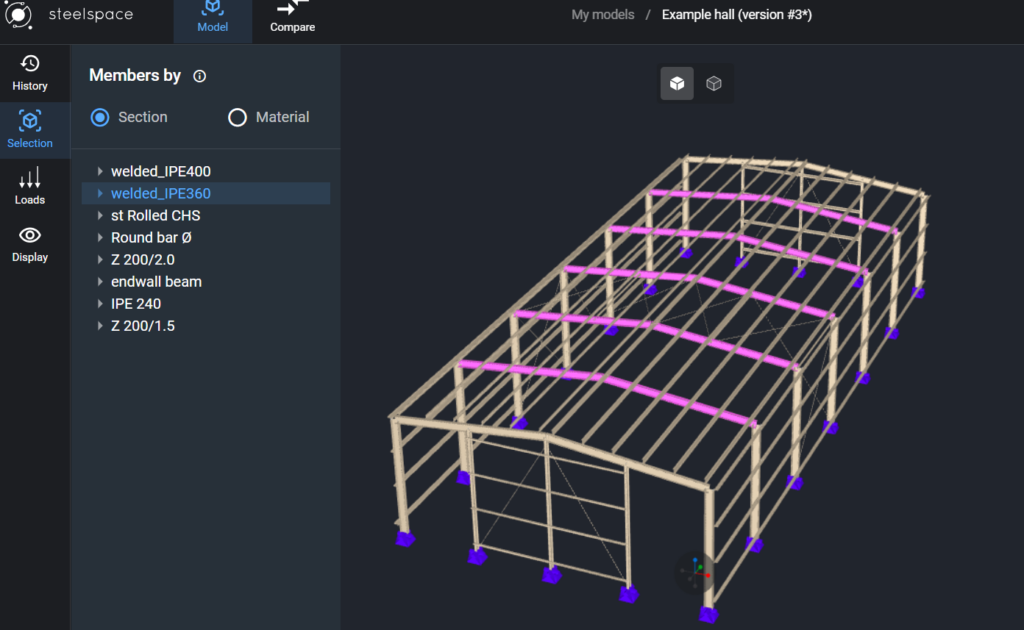 steelspace
Model
Compare
My models / Example hall (version #3*)
History
Selection
Loads
Display
Members by
Section
Material
welded_IPE400
welded_IPE360
st Rolled CHS
Round bar Ø
Z 200/2.0
endwall beam
IPE 240
Z 200/1.5